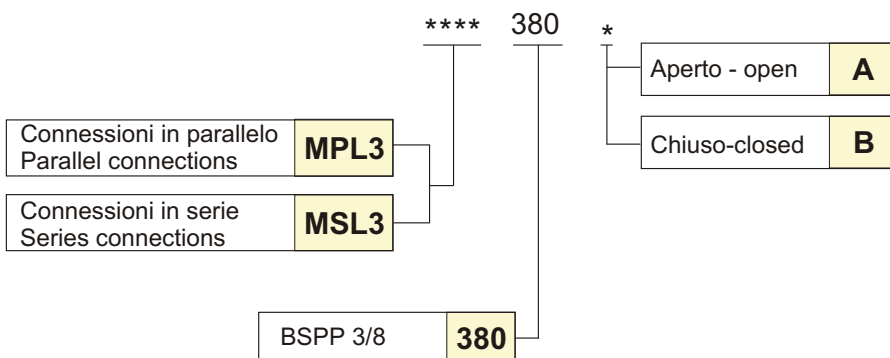 **** 380 *
Aperto - open A
Connessioni in parallelo
Parallel connections
MPL3
Chiuso-closed B
Connessioni in serie
Series connections
MSL3
BSPP 3/8 380